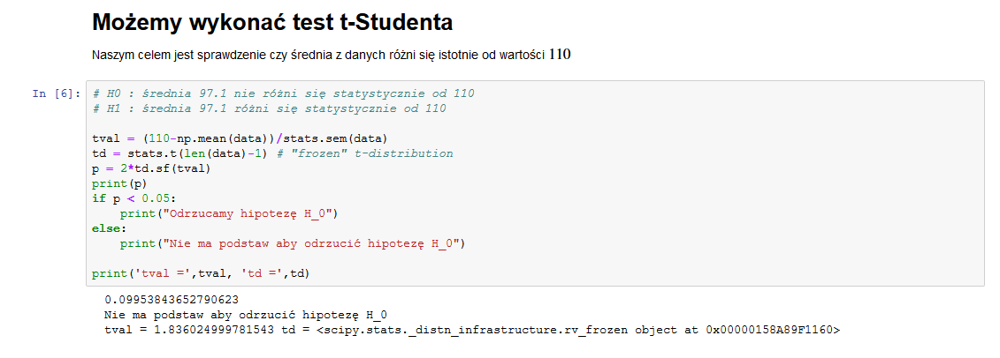 Możemy wykonać test t-Studenta
Naszym celem jest sprawdzenie czy średnia z danych różni się istotnie od wartości 110
In [6]: # H0 : średnia 97.1 nie różni się statystycznie od 110
# H1 : średnia 97.1 różni się statystycznie od 110
tval = (110-np.mean(data))/stats.sem(data)
td = stats.t(len(data)-1) # "frozen" t-distribution
p = 2*td.sf(tval)
print(p)
if p < 0.05:
    print("Odrzucamy hipotezę H_0")
else:
    print("Nie ma podstaw aby odrzucić hipotezę H_0")
print('tval =',tval, 'td =',td)
0.09953843652790623
Nie ma podstaw aby odrzucić hipotezę H_0
tval = 1.836024999781543 td = <scipy.stats._distn_infrastructure.rv_frozen object at 0x00000158A89F1160>